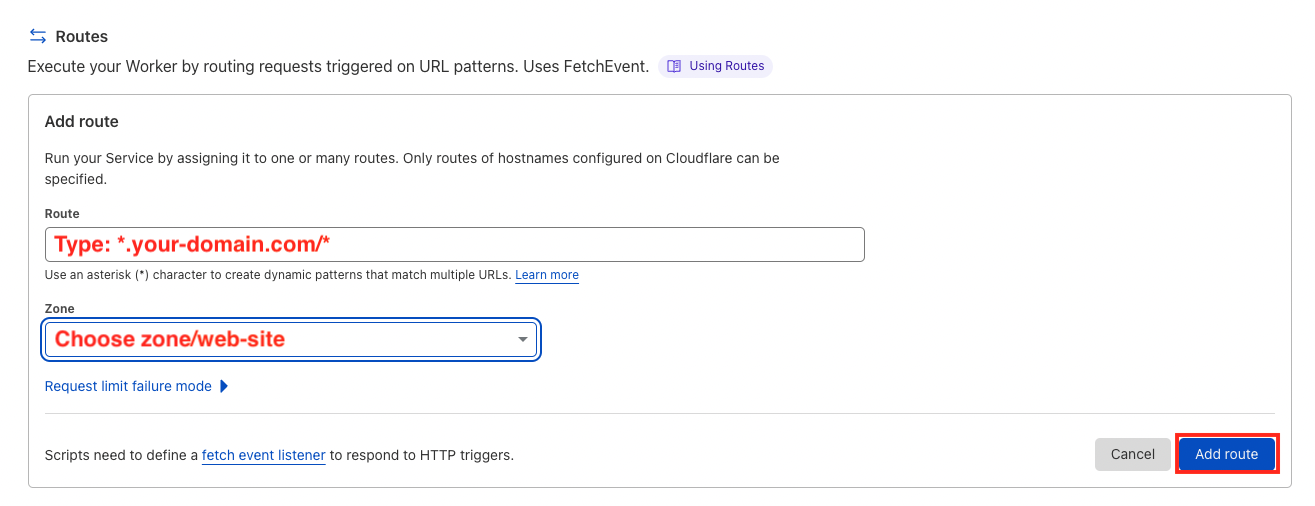 Routes
Execute your Worker by routing requests triggered on URL patterns. Uses FetchEvent. Using Routes
Add route
Run your Service by assigning it to one or many routes. Only routes of hostnames configured on Cloudflare can be
specified.
Route
Type: *.your-domain.com/*
Use an asterisk (*) character to create dynamic patterns that match multiple URLs. Learn more
Zone
Choose zone/web-site
Request limit failure mode
Scripts need to define a fetch event listener to respond to HTTP triggers. Cancel Add route